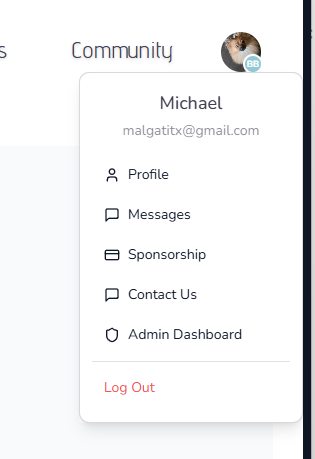 s
Community
BB
Michael
malgatitx@gmail.com
Profile
Messages
Sponsorship
Contact Us
Admin Dashboard
Log Out